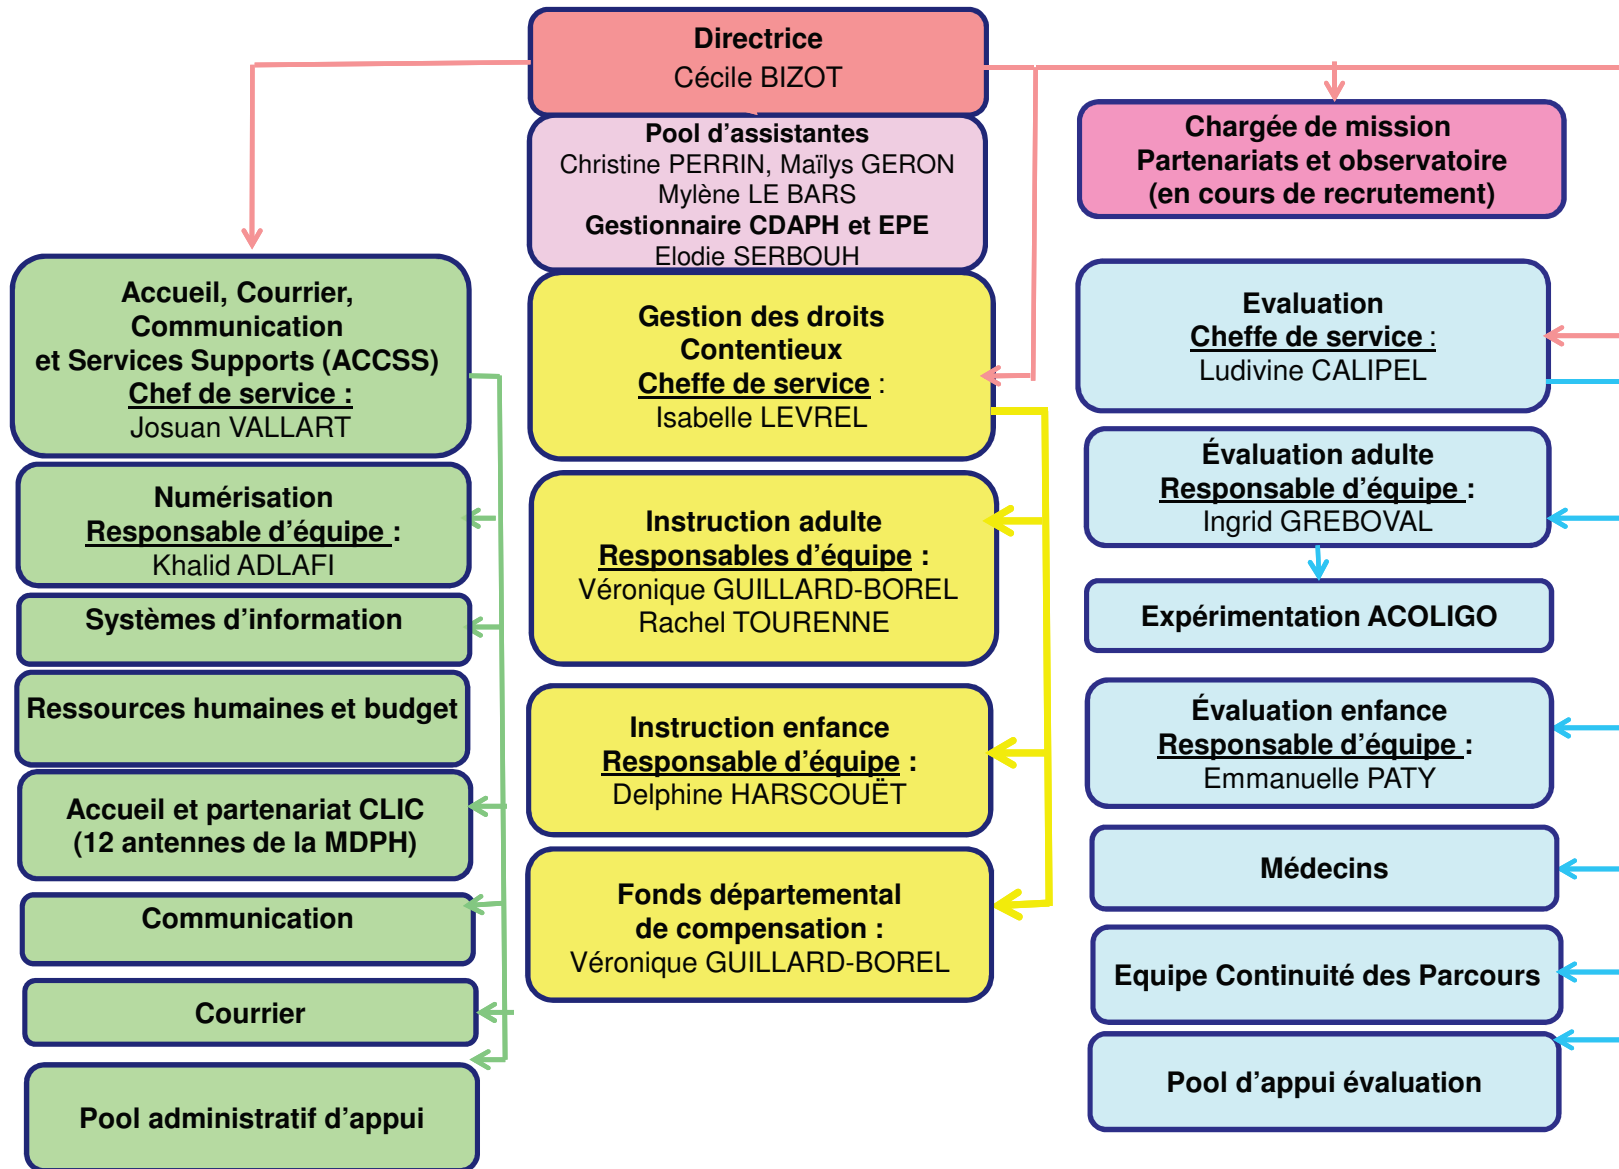 Directrice
Cécile BIZOT
Pool d'assistantes
Christine PERRIN, Maïlys GERON
Mylène LE BARS
Gestionnaire CDAPH et EPE
Elodie SERBOUH
Chargée de mission
Partenariats et observatoire
(en cours de recrutement)
Accueil, Courrier,
Communication
et Services Supports (ACCSS)
Chef de service :
Josuan VALLART
Numérisation
Responsable d'équipe :
Khalid ADLAFI
Systèmes d'information
Ressources humaines et budget
Accueil et partenariat CLIC
(12 antennes de la MDPH)
Communication
Courrier
Pool administratif d'appui
Gestion des droits
Contentieux
Cheffe de service :
Isabelle LEVREL
Instruction adulte
Responsables d'équipe :
Véronique GUILLARD-BOREL
Rachel TOURENNE
Instruction enfance
Responsable d'équipe :
Delphine HARSCOUËT
Fonds départemental
de compensation :
Véronique GUILLARD-BOREL
Evaluation
Cheffe de service :
Ludivine CALIPEL
Évaluation adulte
Responsable d'équipe :
Ingrid GREBOVAL
Expérimentation ACOLIGO
Évaluation enfance
Responsable d'équipe :
Emmanuelle PATY
Médecins
Equipe Continuité des Parcours
Pool d'appui évaluation